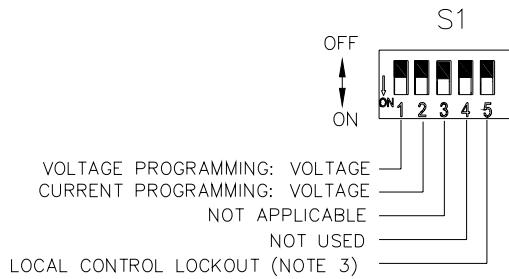 S1
OFF
ON
ON
1 2 3 4 5
VOLTAGE PROGRAMMING: VOLTAGE
CURRENT PROGRAMMING: VOLTAGE
NOT APPLICABLE
NOT USED
LOCAL CONTROL LOCKOUT (NOTE 3)